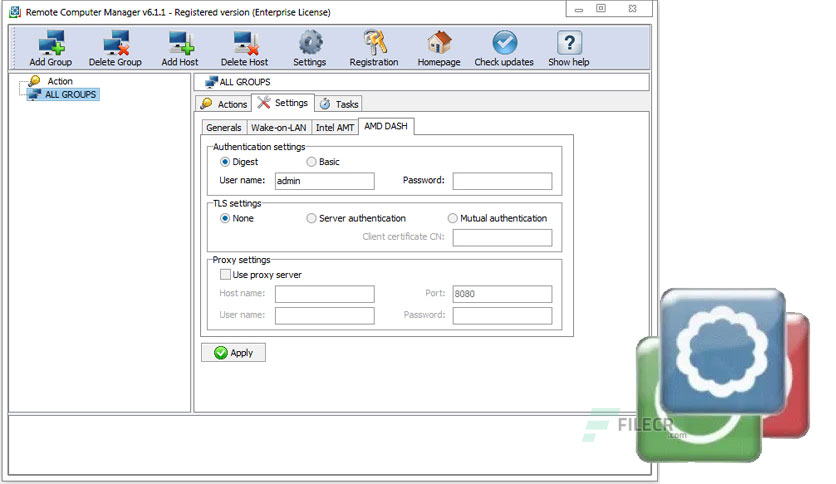 Remote Computer Manager v6.1.1 - Registered version (Enterprise License)
Add Group Delete Group Add Host Delete Host Settings Registration Homepage Check updates Show help
Action
ALL GROUPS
ALL GROUPS
Actions Settings Tasks
Generals Wake-on-LAN Intel AMT AMD DASH
Authentication settings
Digest Basic
User name: admin Password:
TLS settings
None Server authentication Mutual authentication
Client certificate CN:
Proxy settings
Use proxy server
Host name: Port: 8080
User name: Password:
Apply
FILECR
.com